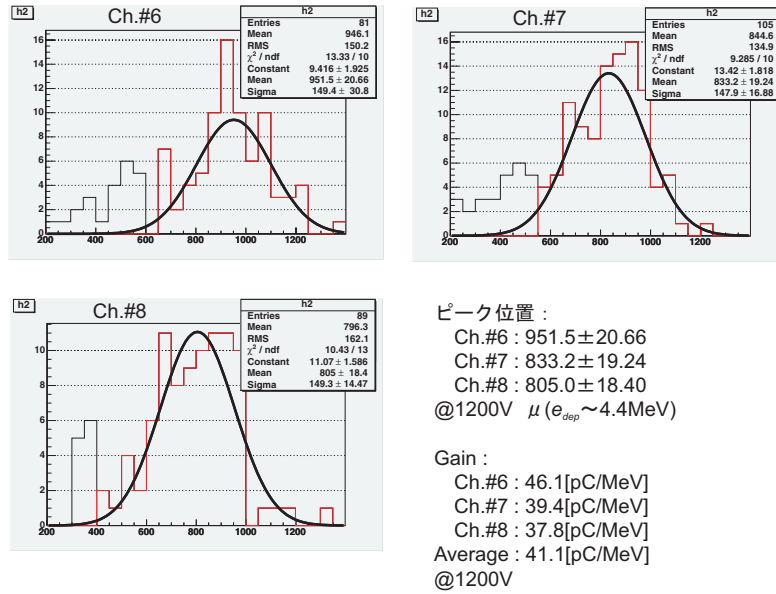 h2
Ch.#6
h2
Entries 81
Mean 946.1
RMS 150.2
χ² / ndf 13.33 / 10
Constant 9.416 ± 1.925
Mean 951.5 ± 20.66
Sigma 149.4 ± 30.8
16
14
12
10
8
6
4
2
0
200 400 600 800 1000 1200
h2
Ch.#7
h2
Entries 105
Mean 844.6
RMS 134.9
χ² / ndf 9.285 / 10
Constant 13.42 ± 1.818
Mean 833.2 ± 19.24
Sigma 147.9 ± 16.88
16
14
12
10
8
6
4
2
0
200 400 600 800 1000 1200
h2
Ch.#8
h2
Entries 89
Mean 796.3
RMS 162.1
χ² / ndf 10.43 / 13
Constant 11.07 ± 1.586
Mean 805 ± 18.4
Sigma 149.3 ± 14.47
10
8
6
4
2
0
200 400 600 800 1000 1200
ピーク位置 :
Ch.#6 : 951.5±20.66
Ch.#7 : 833.2±19.24
Ch.#8 : 805.0±18.40
@1200V μ (e_dep～4.4MeV)
Gain :
Ch.#6 : 46.1[pC/MeV]
Ch.#7 : 39.4[pC/MeV]
Ch.#8 : 37.8[pC/MeV]
Average : 41.1[pC/MeV]
@1200V